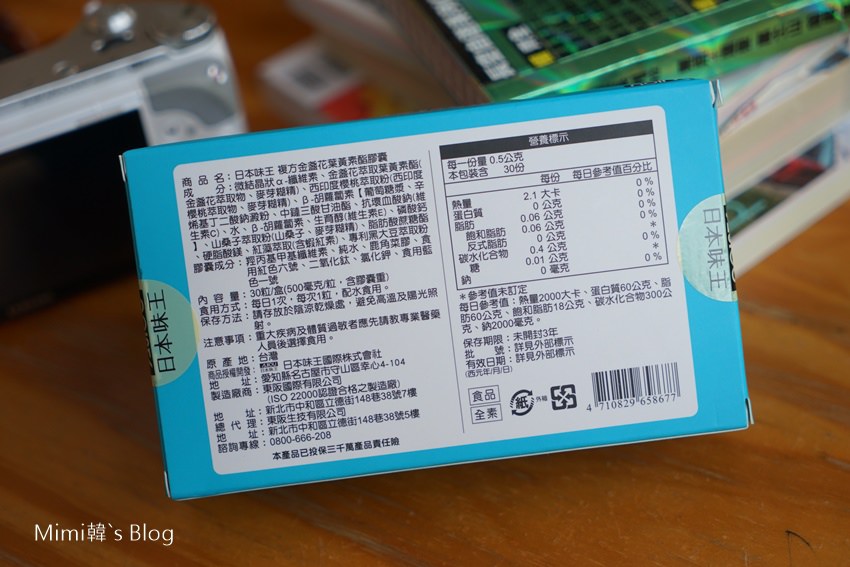 商品名：日本味王 複方金盞花葉黃素酯膠囊
成　分：微結晶狀α-纖維素、金盞花萃取葉黃素酯(
金盞花萃取物、麥芽糊精)、西印度櫻桃萃取粉(西印度
櫻桃萃取物、麥芽糊精)、β-胡蘿蔔素【葡萄糖漿、辛
烯基丁二酸鈉澱粉、中鏈三酸甘油酯、抗壞血酸鈉(維
生素C)、水、β-胡蘿蔔素、生育醇(維生素E)、磷酸鈣
】、山桑子萃取粉(山桑子、麥芽糊精)、脂肪酸蔗糖酯
、硬脂酸鎂、紅藻萃取(含蝦紅素)、專利黑大豆萃取粉
膠囊成分：羥丙基甲基纖維素、純水、鹿角菜膠、食
用紅色六號、二氧化鈦、氯化鉀、食用藍
色一號
內容量：30粒/盒(500毫克/粒，含膠囊重)
食用方式：每日1次，每次1粒，配水食用。
保存方法：請存放於陰涼乾燥處，避免高溫及陽光照
射。
注意事項：重大疾病及體質過敏者應先請教專業醫藥
人員後選擇食用。
原產地：台灣
商品授權開發：日本味王國際株式會社
地　址：愛知縣名古屋市守山區幸心4-104
製造廠商：東阪國際有限公司
(ISO 22000認證合格之製造廠)
地　址：新北市中和區立德街148巷38號7樓
總代理：東阪生技有限公司
地　址：新北市中和區立德街148巷38號5樓
諮詢專線：0800-666-208
本產品已投保三千萬產品責任險
營養標示
每一份量 0.5公克
本包裝含 30份
每份 每日參考值百分比
熱量 2.1 大卡 0 %
蛋白質 0 公克 0 %
脂肪 0.06 公克 0 %
飽和脂肪 0.06 公克 0 %
反式脂肪 0 公克 *
碳水化合物 0.4 公克 0 %
糖 0.01 公克 *
鈉 0 毫克 0 %
＊參考值未訂定
每日參考值：熱量2000大卡、蛋白質60公克、脂
肪60公克、飽和脂肪18公克、碳水化合物300公
克、鈉2000毫克。
保存期限：未開封3年
批　號：詳見外部標示
有效日期：詳見外部標示
(西元年/月/日)
食品
全素
紙
外箱
4 710829 658677
日本味王
日本味王
Mimi韓`s Blog